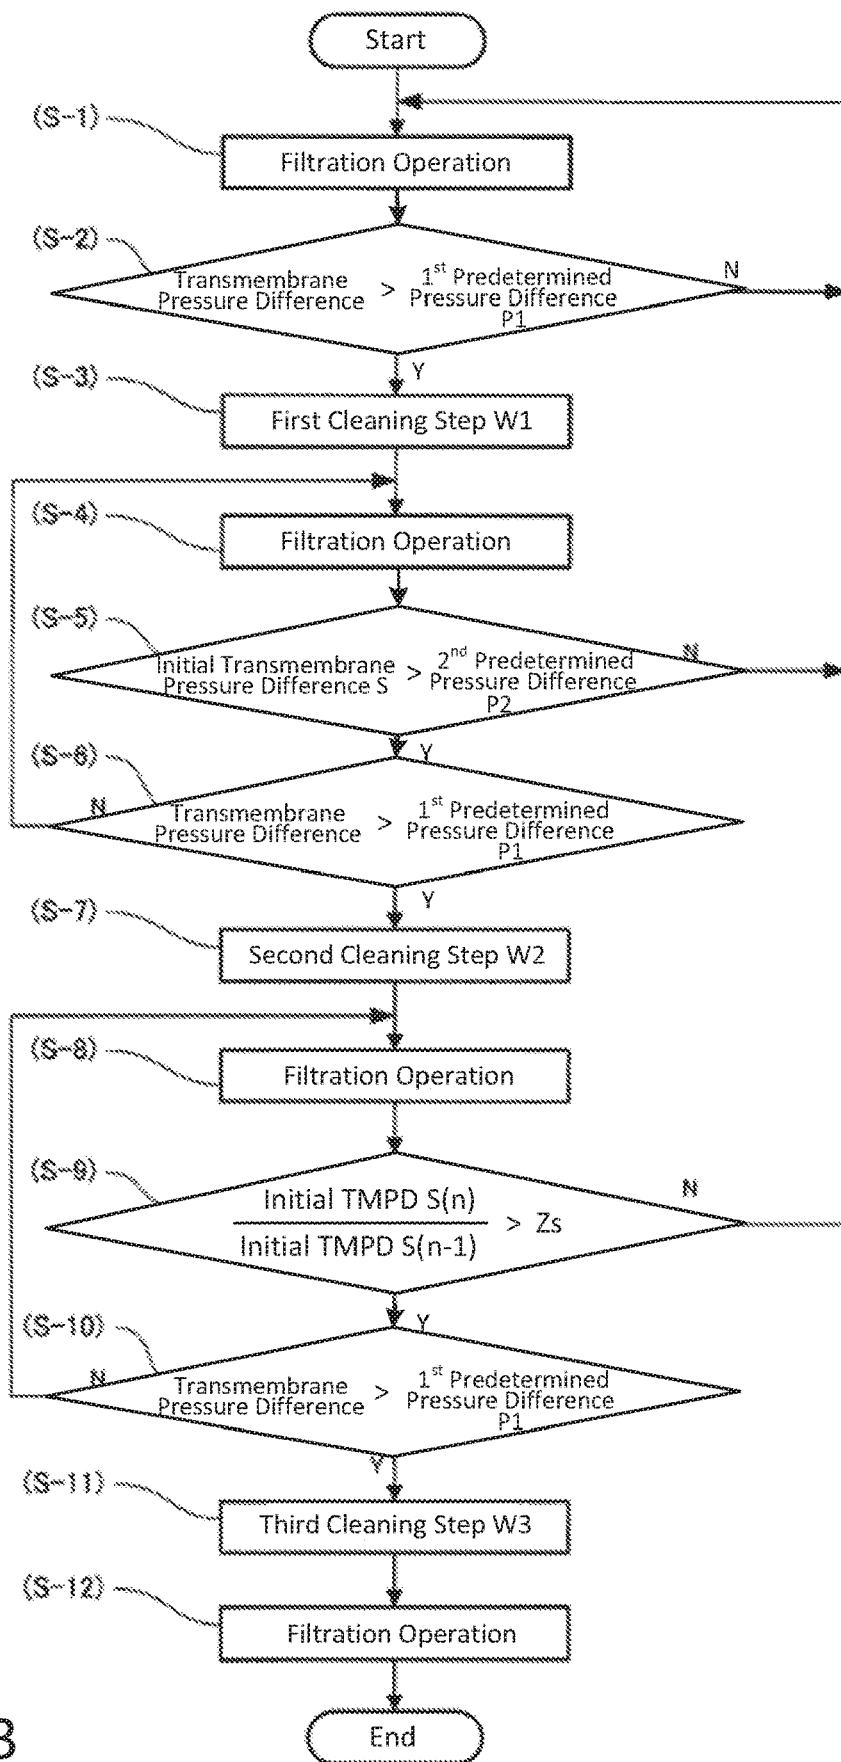 Start
(S-1)
Filtration Operation
(S-2)
Transmembrane
Pressure Difference
>
1st Predetermined
Pressure Difference
P1
N
Y
(S-3)
First Cleaning Step W1
(S-4)
Filtration Operation
(S-5)
Initial Transmembrane
Pressure Difference S
>
2nd Predetermined
Pressure Difference
P2
N
Y
(S-6)
N
Transmembrane
Pressure Difference
>
1st Predetermined
Pressure Difference
P1
Y
(S-7)
Second Cleaning Step W2
(S-8)
Filtration Operation
(S-9)
Initial TMPD S(n)
Initial TMPD S(n-1)
> Zs
N
Y
(S-10)
N
Transmembrane
Pressure Difference
>
1st Predetermined
Pressure Difference
P1
Y
(S-11)
Third Cleaning Step W3
(S-12)
Filtration Operation
End
3